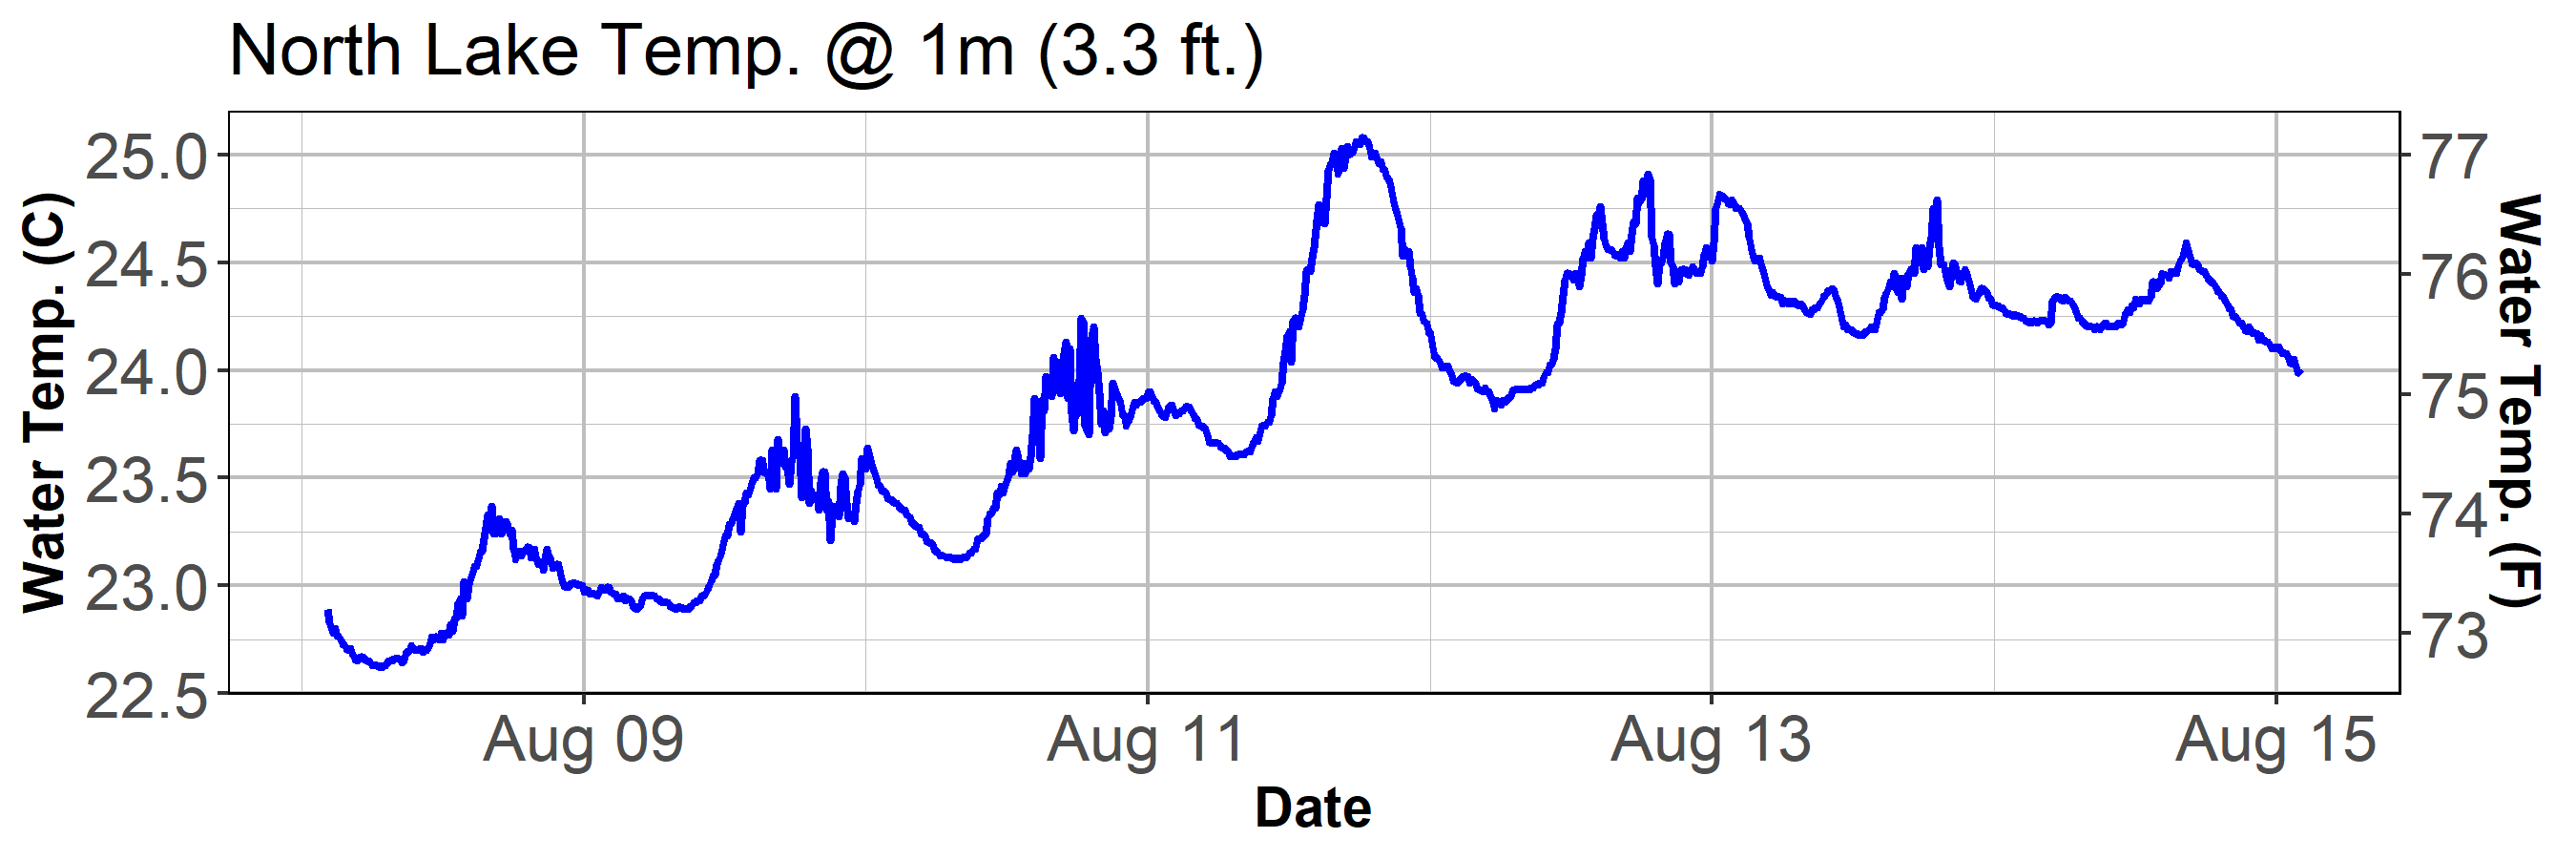 North Lake Temp. @ 1m (3.3 ft.)
Water Temp. (C)
25.0
24.5
24.0
23.5
23.0
22.5
77
76
75
74
73
Water Temp. (F)
Aug 09 Aug 11 Aug 13 Aug 15
Date